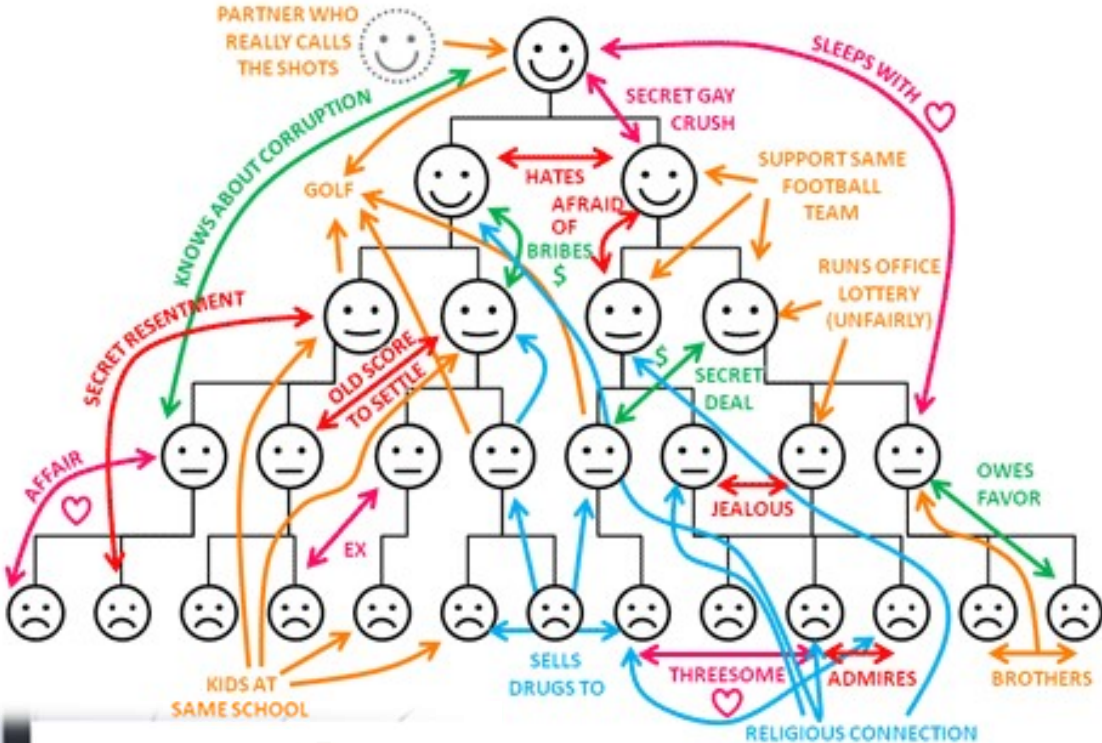 PARTNER WHO
REALLY CALLS
THE SHOTS
SLEEPS WITH
SECRET GAY
CRUSH
KNOWS ABOUT CORRUPTION
GOLF
HATES
AFRAID
OF
BRIBES
$
SUPPORT SAME
FOOTBALL
TEAM
RUNS OFFICE
LOTTERY
(UNFAIRLY)
SECRET RESENTMENT
OLD SCORE
TO SETTLE
$
SECRET
DEAL
AFFAIR
EX
JEALOUS
OWES
FAVOR
KIDS AT
SAME SCHOOL
SELLS
DRUGS TO
THREESOME
ADMIRES
BROTHERS
RELIGIOUS CONNECTION